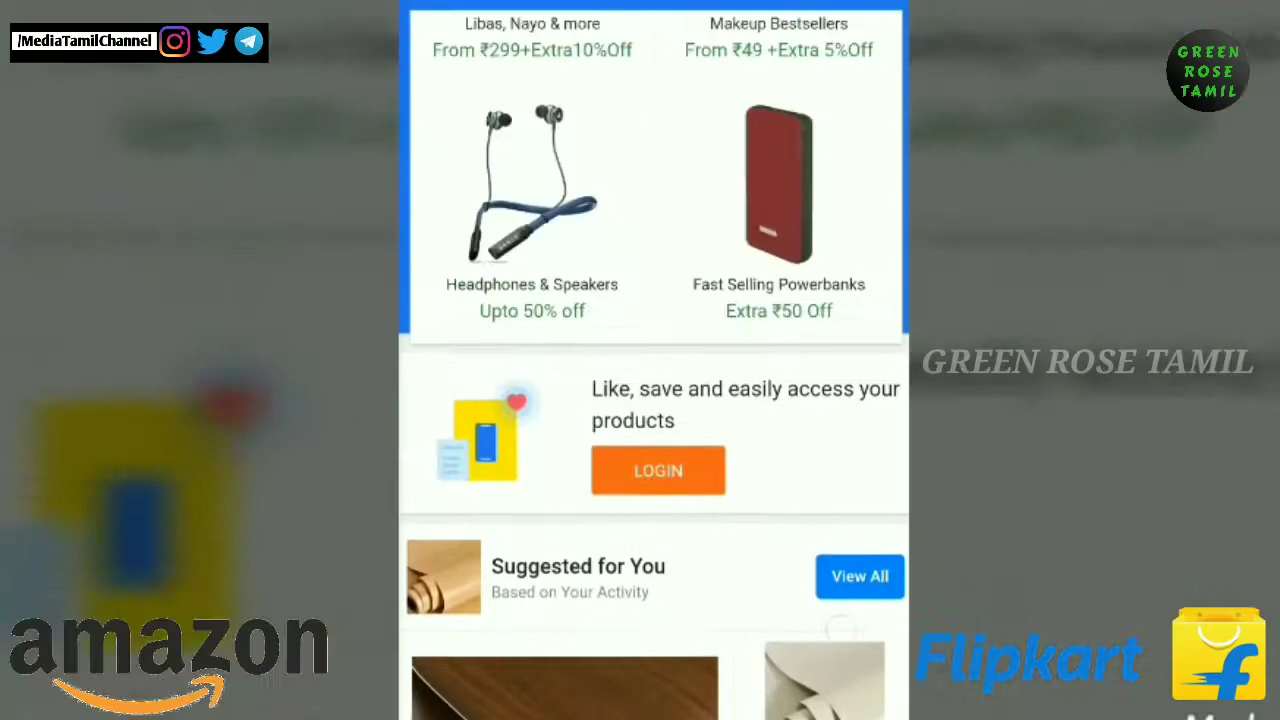 /MediaTamilChannel
GREEN
ROSE
TAMIL
Libas, Nayo & more
From ₹299+Extra10%Off
Makeup Bestsellers
From ₹49 +Extra 5%Off
Headphones & Speakers
Upto 50% off
Fast Selling Powerbanks
Extra ₹50 Off
GREEN ROSE TAMIL
Like, save and easily access your
products
LOGIN
Suggested for You
Based on Your Activity
View All
amazon
Flipkart